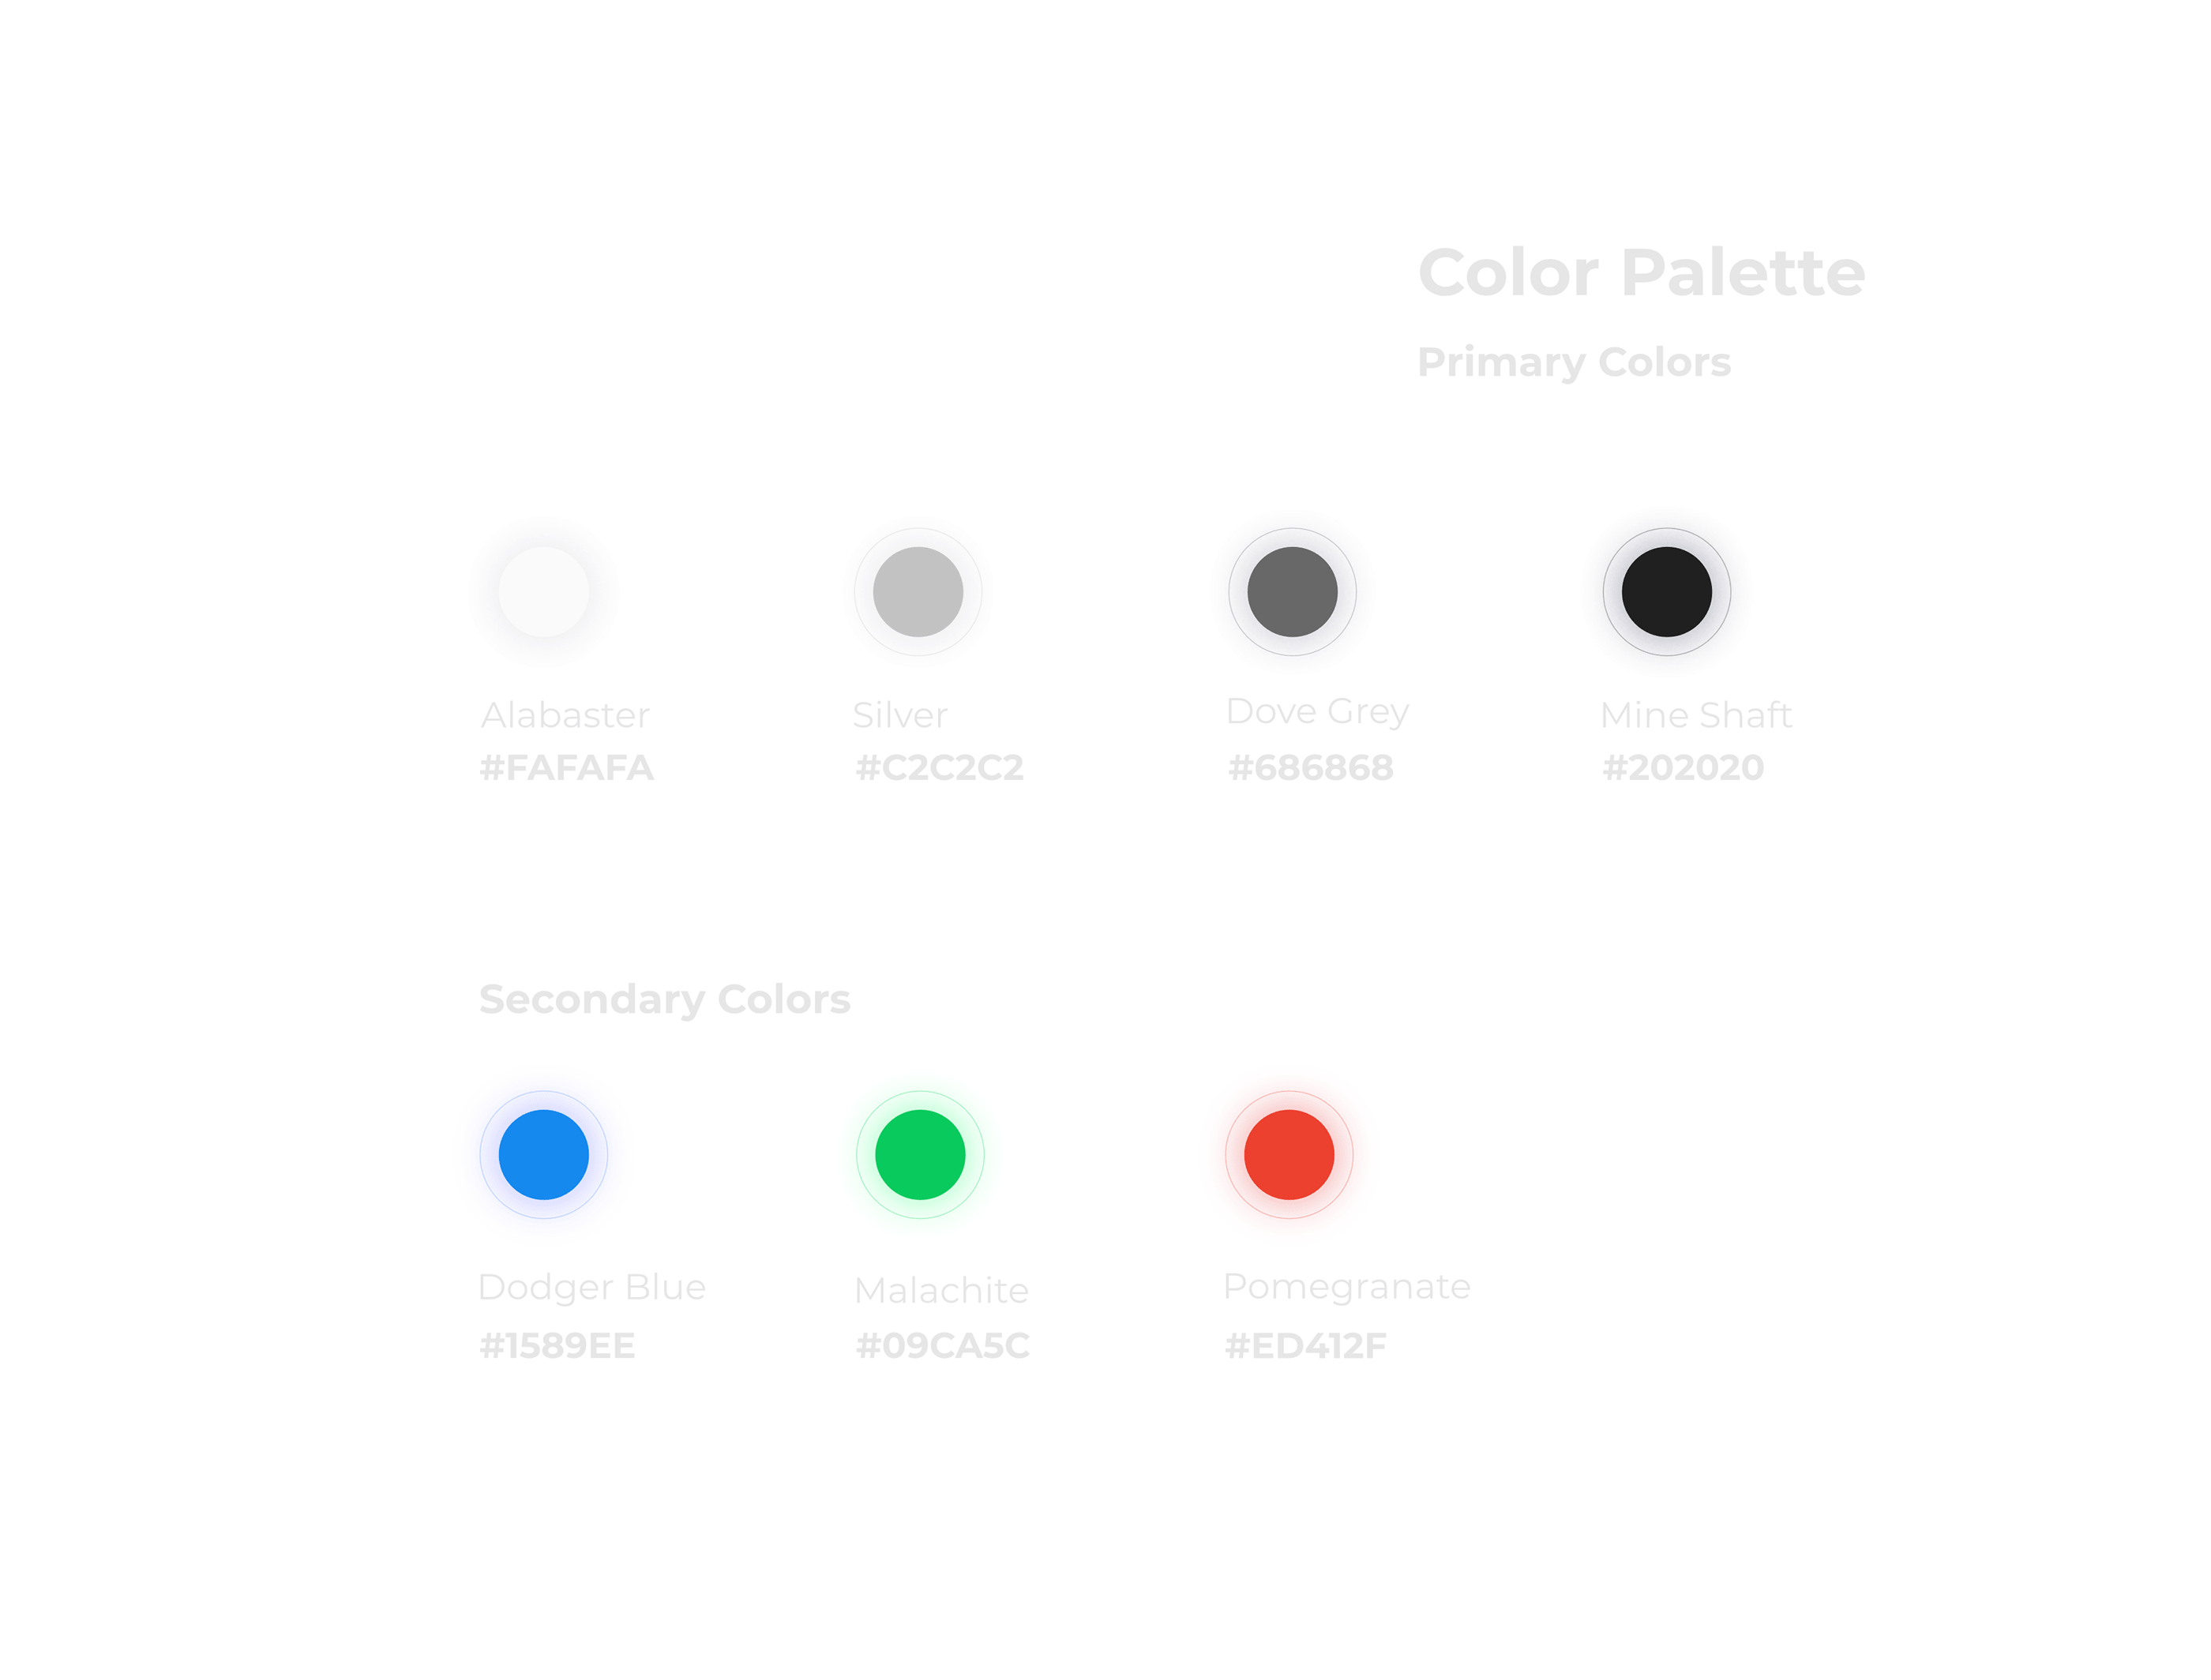 Color Palette
Primary Colors
Alabaster
#FAFAFA
Silver
#C2C2C2
Dove Grey
#686868
Mine Shaft
#202020
Secondary Colors
Dodger Blue
#1589EE
Malachite
#09CA5C
Pomegranate
#ED412F